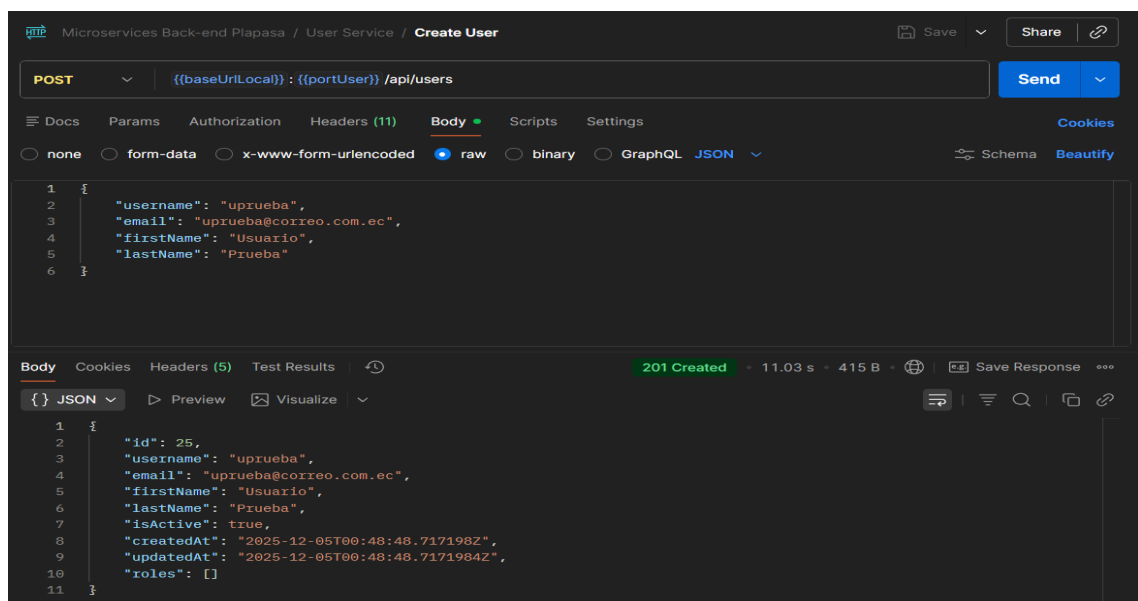 HTTP Microservices Back-end Plapasa / User Service / Create User Save Share
POST {{baseUrlLocal}} : {{portUser}} /api/users Send
Docs Params Authorization Headers (11) Body Scripts Settings Cookies
none form-data x-www-form-urlencoded raw binary GraphQL JSON Schema Beautify
1 {
2 "username": "uprueba",
3 "email": "uprueba@correo.com.ec",
4 "firstName": "Usuario",
5 "lastName": "Prueba"
6 }
Body Cookies Headers (5) Test Results 201 Created • 11.03 s • 415 B • e.g. Save Response
{} JSON Preview Visualize
1 {
2 "id": 25,
3 "username": "uprueba",
4 "email": "uprueba@correo.com.ec",
5 "firstName": "Usuario",
6 "lastName": "Prueba",
7 "isActive": true,
8 "createdAt": "2025-12-05T00:48:48.717198Z",
9 "updatedAt": "2025-12-05T00:48:48.7171984Z",
10 "roles": []
11 }